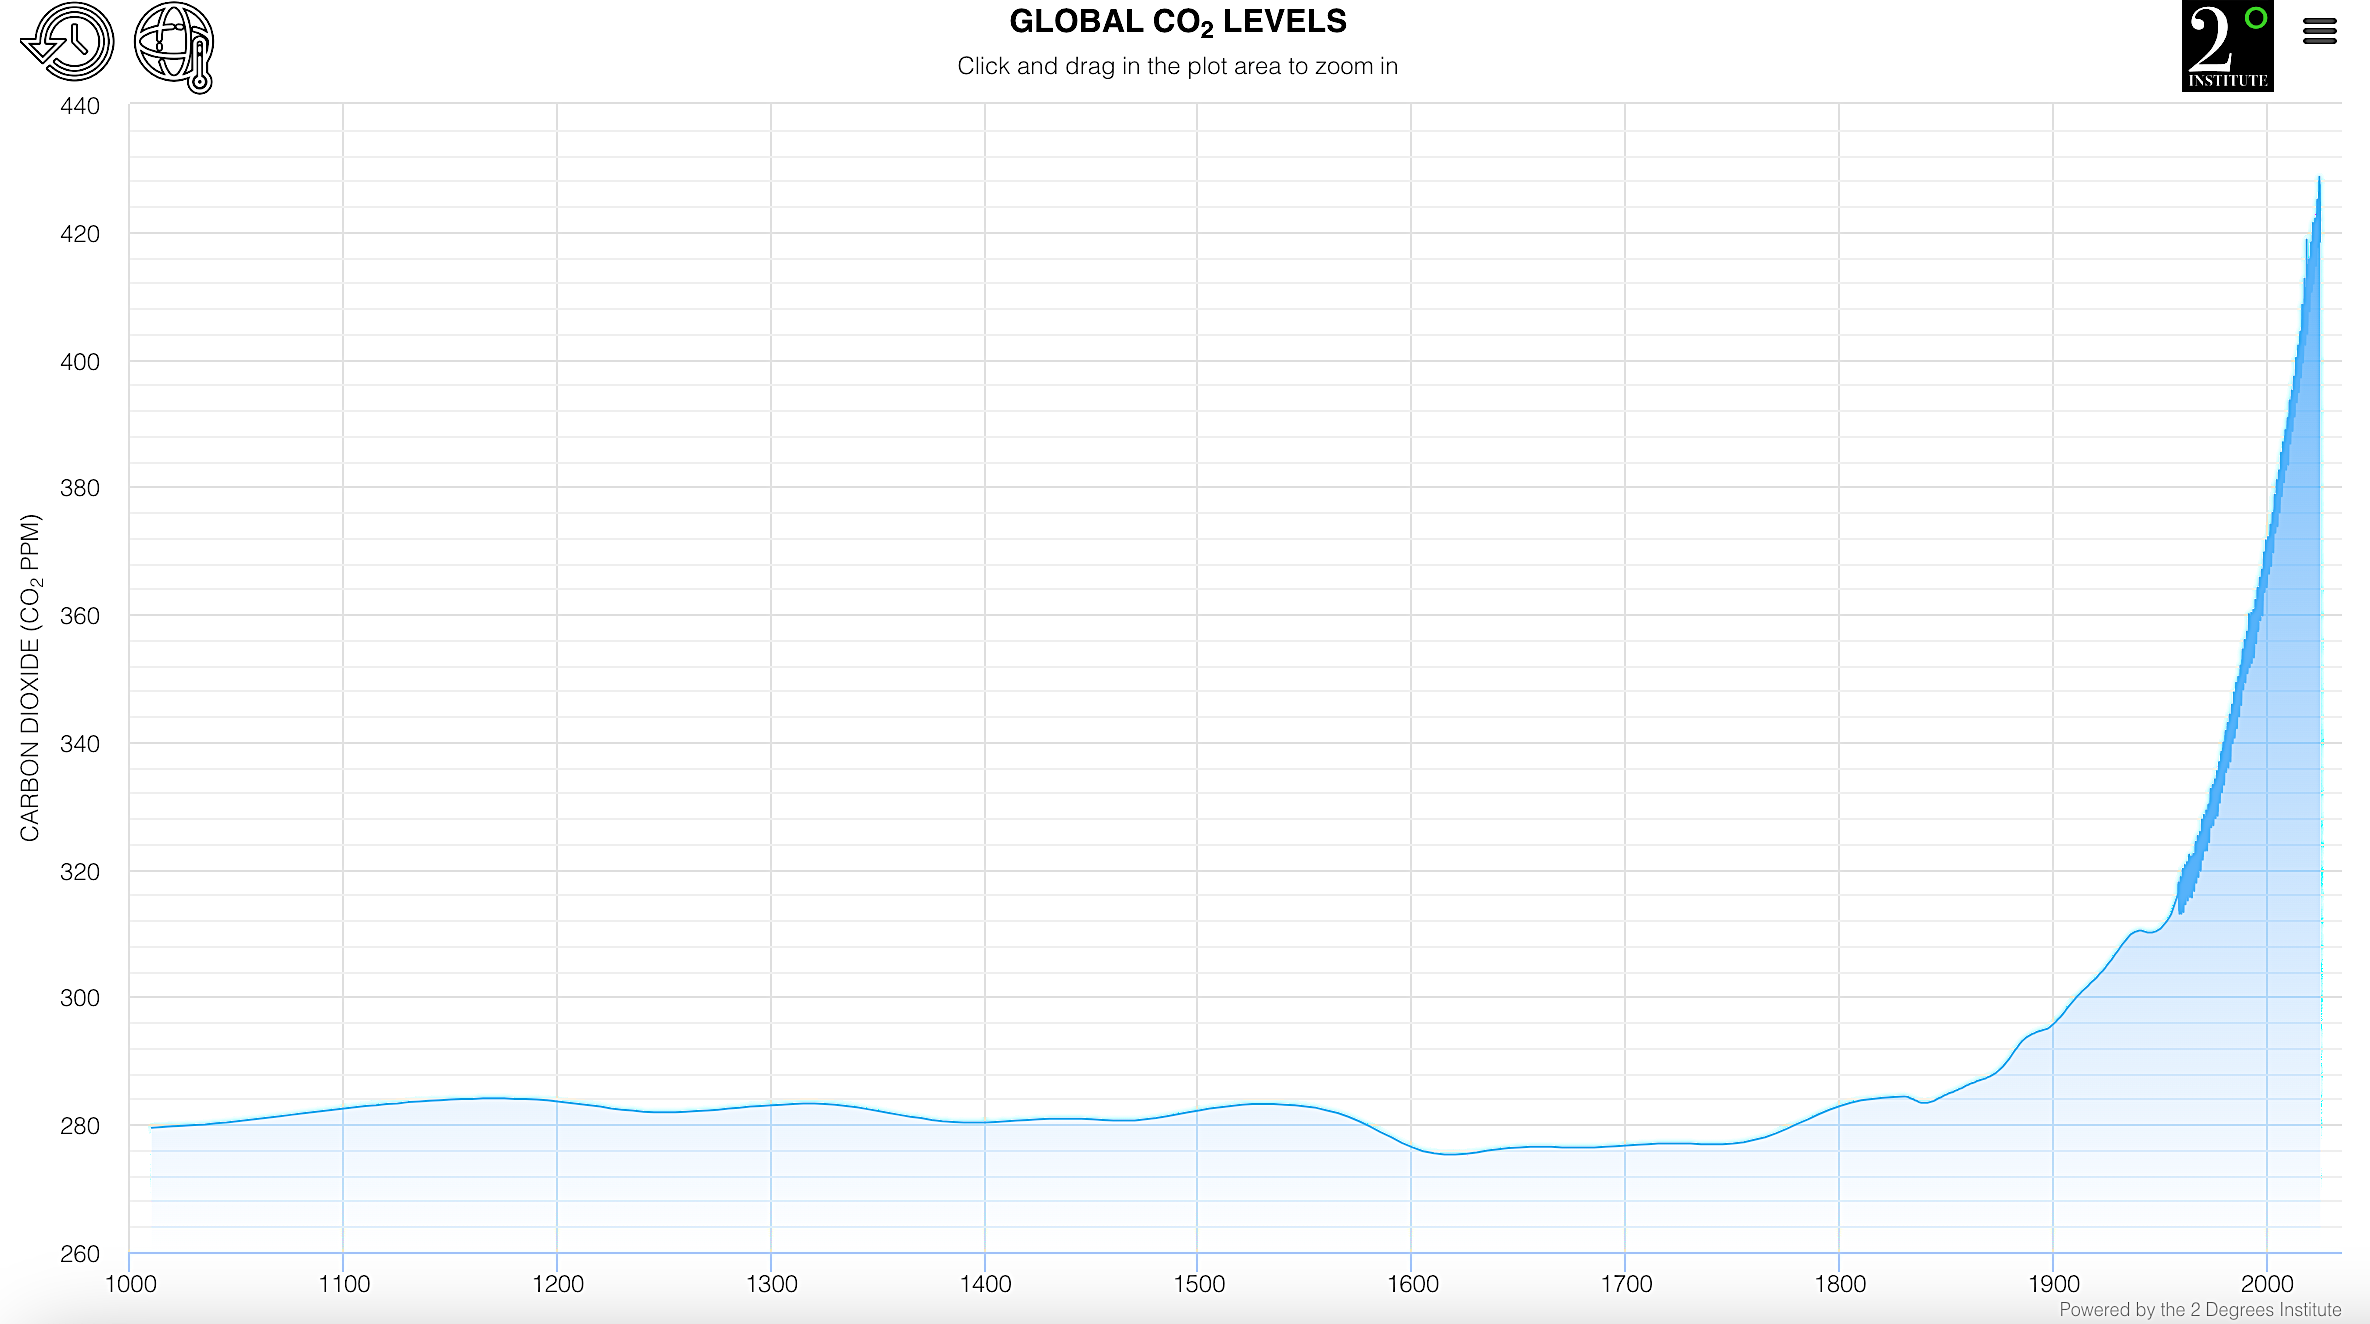 GLOBAL CO₂ LEVELS
Click and drag in the plot area to zoom in
2°
INSTITUTE
CARBON DIOXIDE (CO₂ PPM)
440
420
400
380
360
340
320
300
280
260
1000 1100 1200 1300 1400 1500 1600 1700 1800 1900 2000
Powered by the 2 Degrees Institute